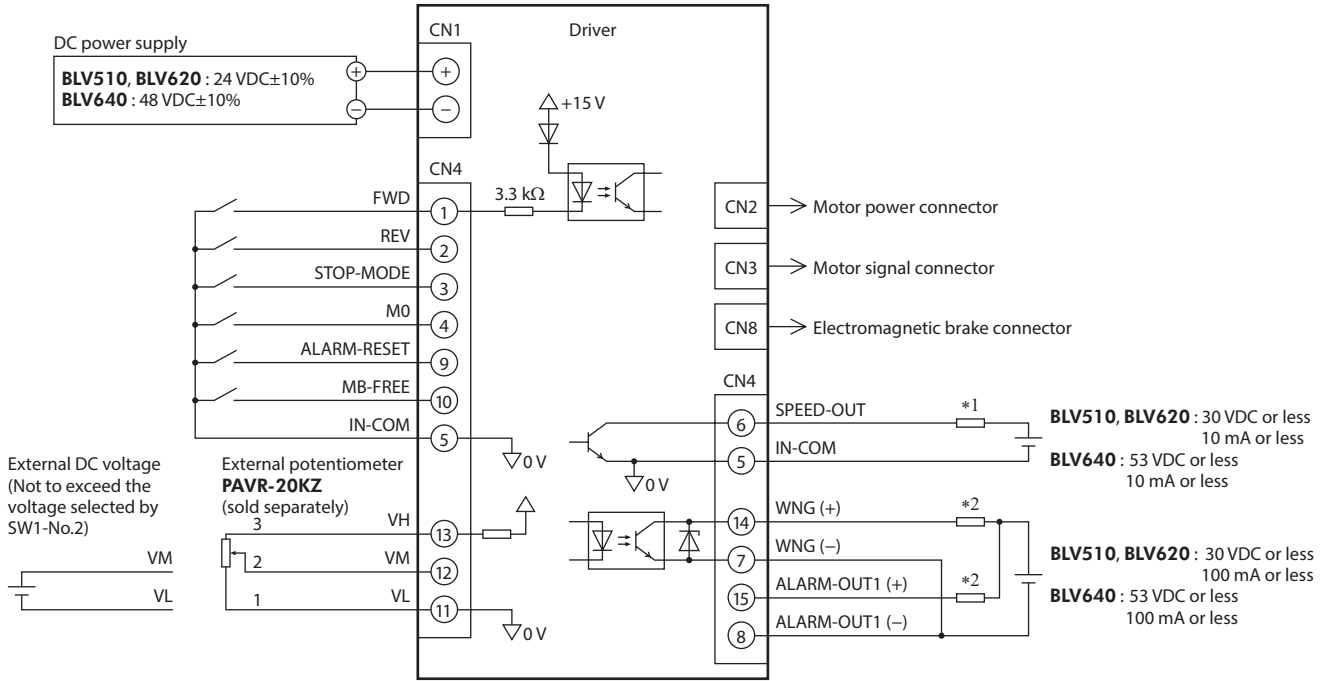 CN1
Driver
DC power supply
BLV510, BLV620 : 24 VDC±10%
BLV640 : 48 VDC±10%
+
−
+
−
+15 V
CN4
FWD
1
3.3 kΩ
REV
2
STOP-MODE
3
M0
4
ALARM-RESET
9
MB-FREE
10
IN-COM
5
0 V
CN2
Motor power connector
CN3
Motor signal connector
CN8
Electromagnetic brake connector
CN4
6
SPEED-OUT
*1
5
IN-COM
0 V
BLV510, BLV620 : 30 VDC or less
10 mA or less
BLV640 : 53 VDC or less
10 mA or less
14
WNG (+)
*2
7
WNG (−)
15
ALARM-OUT1 (+)
*2
8
ALARM-OUT1 (−)
BLV510, BLV620 : 30 VDC or less
100 mA or less
BLV640 : 53 VDC or less
100 mA or less
External DC voltage
(Not to exceed the
voltage selected by
SW1-No.2)
VM
VL
External potentiometer
PAVR-20KZ
(sold separately)
3
VH
13
2
VM
12
1
VL
11
0 V